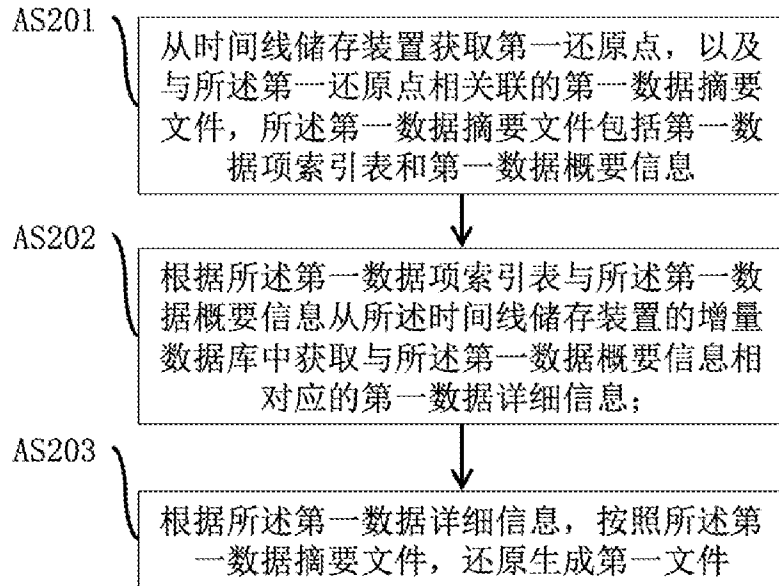 AS201
从时间线储存装置获取第一还原点，以及
与所述第一还原点相关联的第一数据摘要
文件，所述第一数据摘要文件包括第一数
据项索引表和第一数据概要信息
AS202
根据所述第一数据项索引表与所述第一数
据概要信息从所述时间线储存装置的增量
数据库中获取与所述第一数据概要信息相
对应的第一数据详细信息;
AS203
根据所述第一数据详细信息，按照所述第
一数据摘要文件，还原生成第一文件